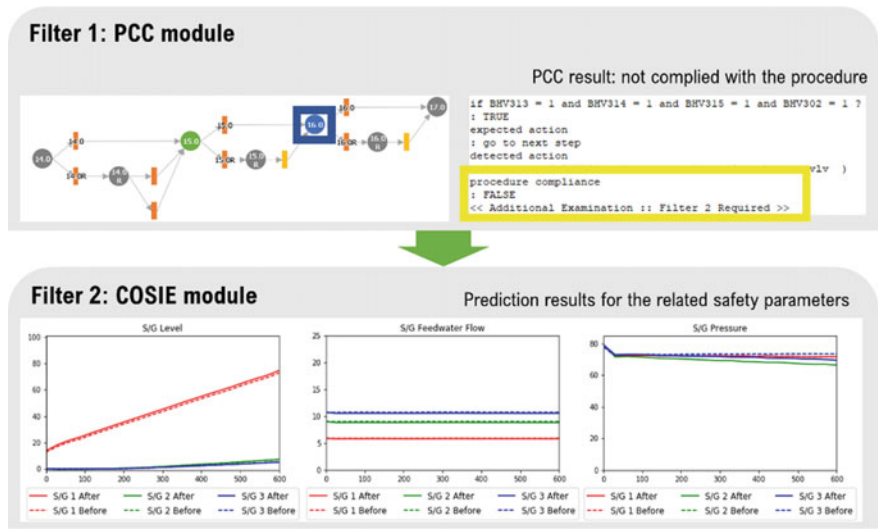 Filter 1: PCC module
PCC result: not complied with the procedure
14.0
14.0
14.0R
14.0
R
15.0
15.0
15.0R
15.0
R
16.0
16.0
16.0R
16.0
R
17.0
if BHV313 = 1 and BHV314 = 1 and BHV315 = 1 and BHV302 = 1 ?
: TRUE
expected action
: go to next step
detected action
vlv )
procedure compliance
: FALSE
<< Additional Examination :: Filter 2 Required >>
Filter 2: COSIE module
Prediction results for the related safety parameters
S/G Level
100
80
60
40
20
0
0 100 200 300 400 500 600
S/G 1 After S/G 2 After S/G 3 After
S/G 1 Before S/G 2 Before S/G 3 Before
S/G Feedwater Flow
25
20
15
10
5
0
0 100 200 300 400 500 600
S/G 1 After S/G 2 After S/G 3 After
S/G 1 Before S/G 2 Before S/G 3 Before
S/G Pressure
80
60
40
20
0
0 100 200 300 400 500 600
S/G 1 After S/G 2 After S/G 3 After
S/G 1 Before S/G 2 Before S/G 3 Before